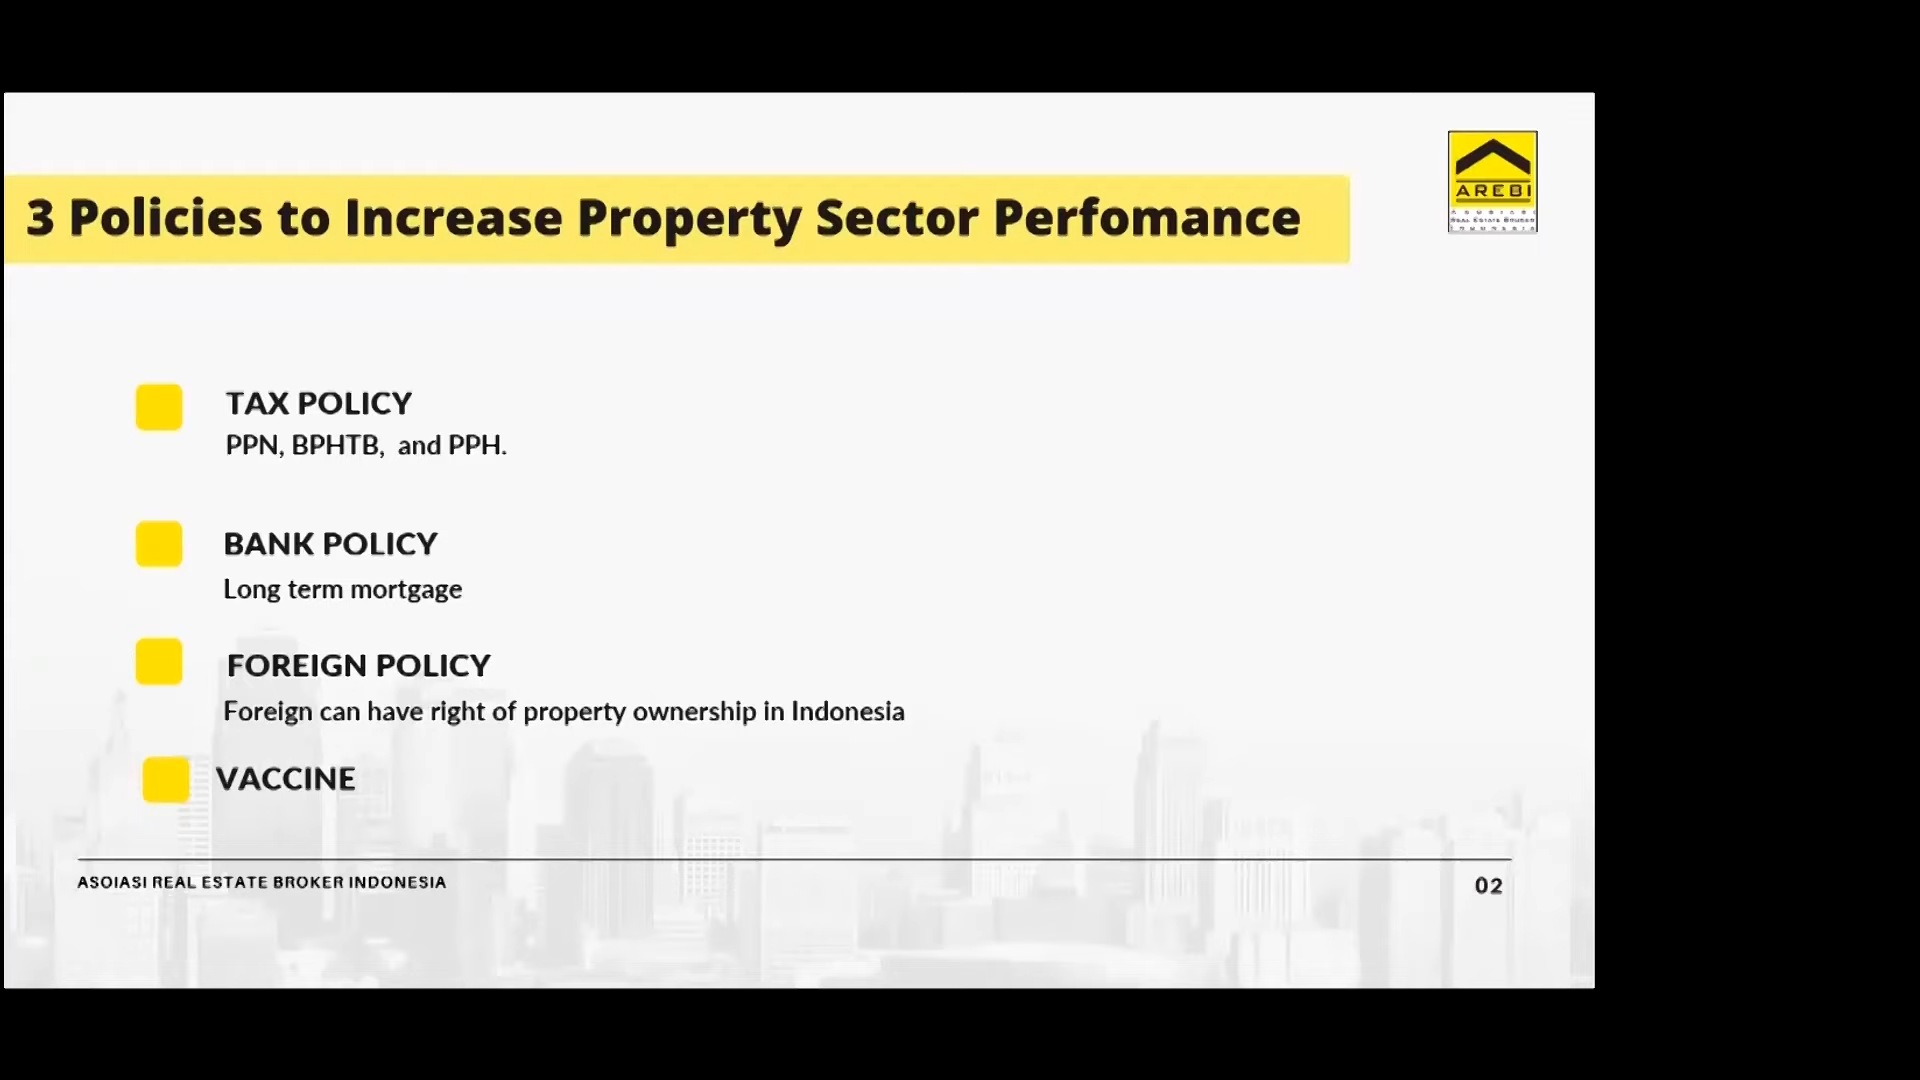 3 Policies to Increase Property Sector Perfomance
AREBI
TAX POLICY
PPN, BPHTB, and PPH.
BANK POLICY
Long term mortgage
FOREIGN POLICY
Foreign can have right of property ownership in Indonesia
VACCINE
ASOIASI REAL ESTATE BROKER INDONESIA
02